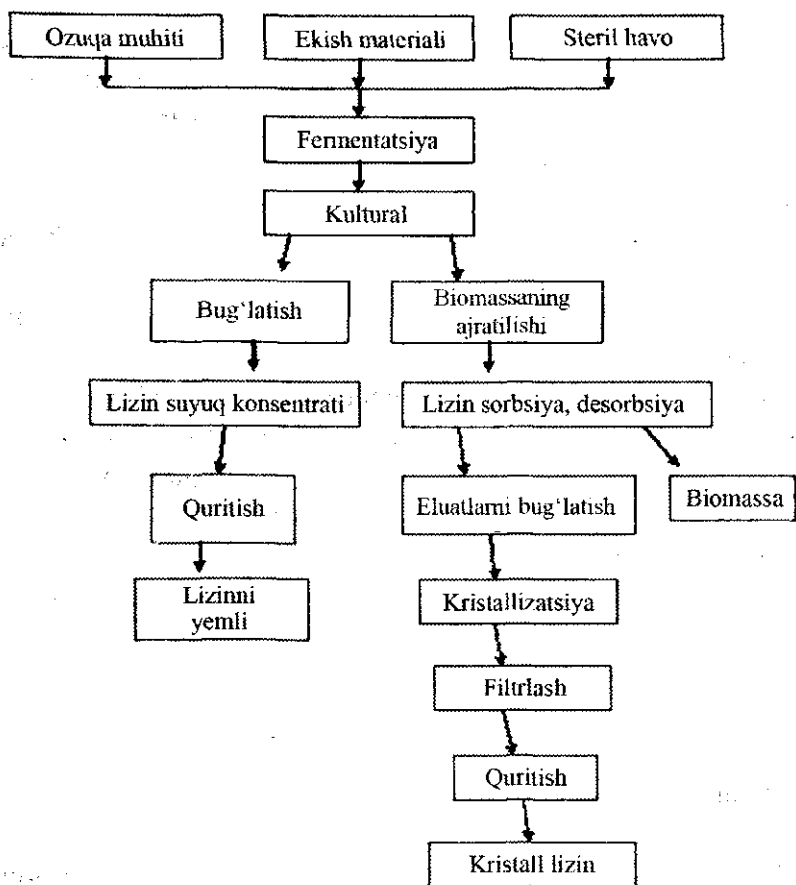 Ozuqa muhiti
Ekish materiali
Steril havo
Fermentatsiya
Kultural
Bug‘latish
Biomassaning
ajratilishi
Lizin suyuq konsentrati
Lizin sorbsiya, desorbsiya
Quritish
Eluatlarni bug‘latish
Biomassa
Lizinni
yemli
Kristallizatsiya
Filtrlash
Quritish
Kristall lizin